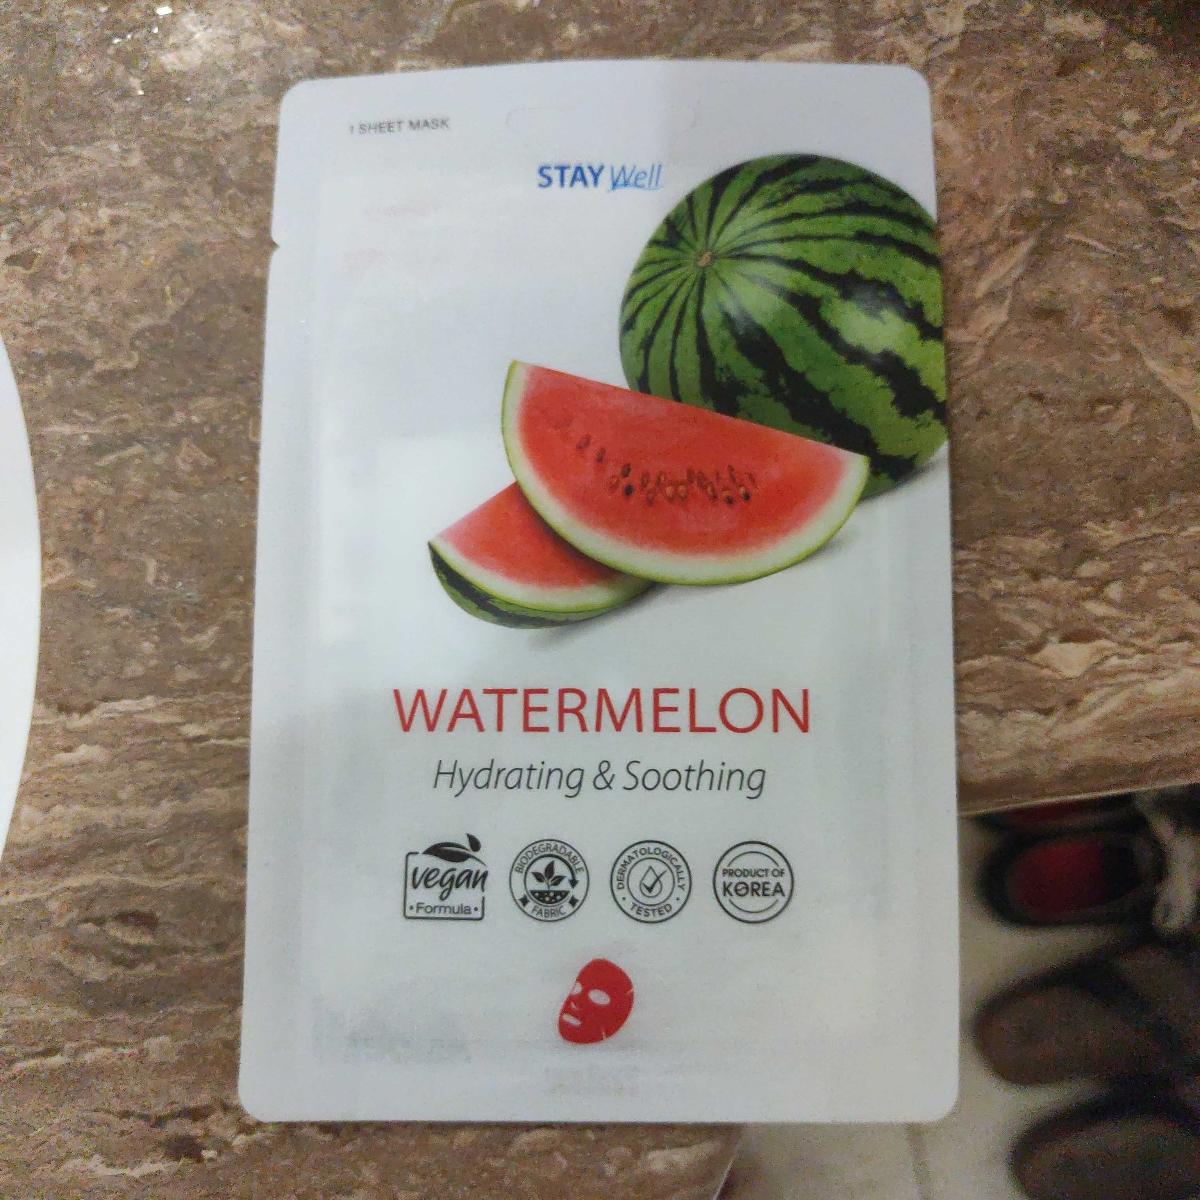 1 SHEET MASK
STAY Well
WATERMELON
Hydrating & Soothing
vegan
•Formula•
BIODEGRADABLE
FABRIC
DERMATOLOGICALLY
• TESTED •
PRODUCT OF
KOREA